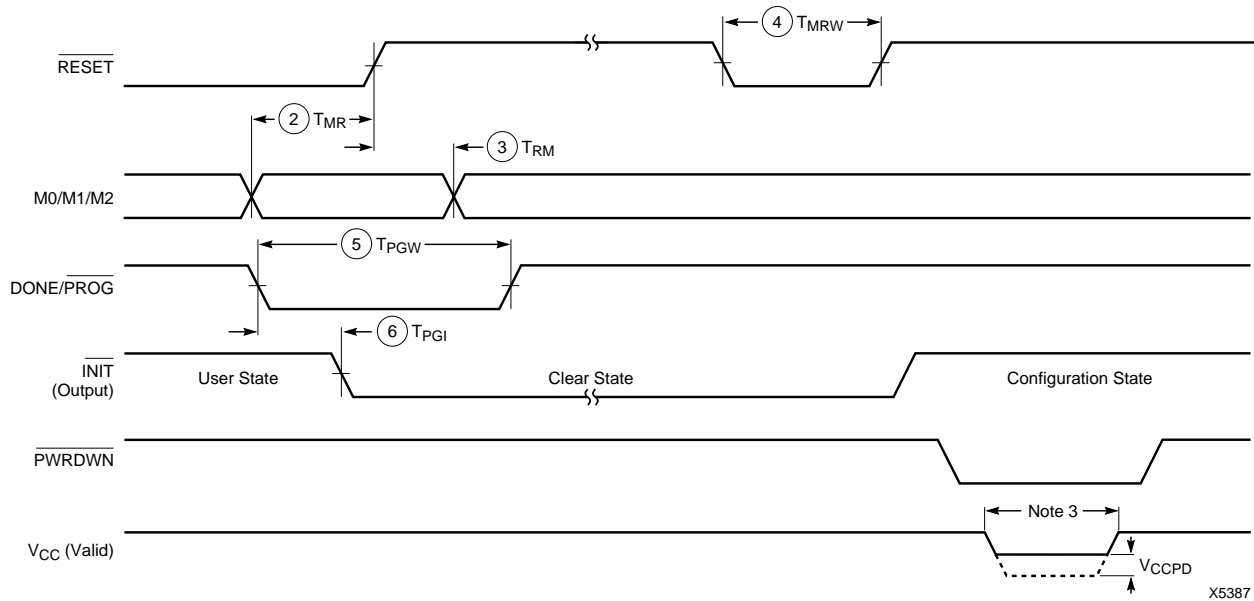 4 TMRW
RESET
2 TMR
3 TRM
M0/M1/M2
5 TPGW
DONE/PROG
6 TPGI
INIT
(Output)
User State
Clear State
Configuration State
PWRDWN
Note 3
VCC (Valid)
VCCPD
X5387